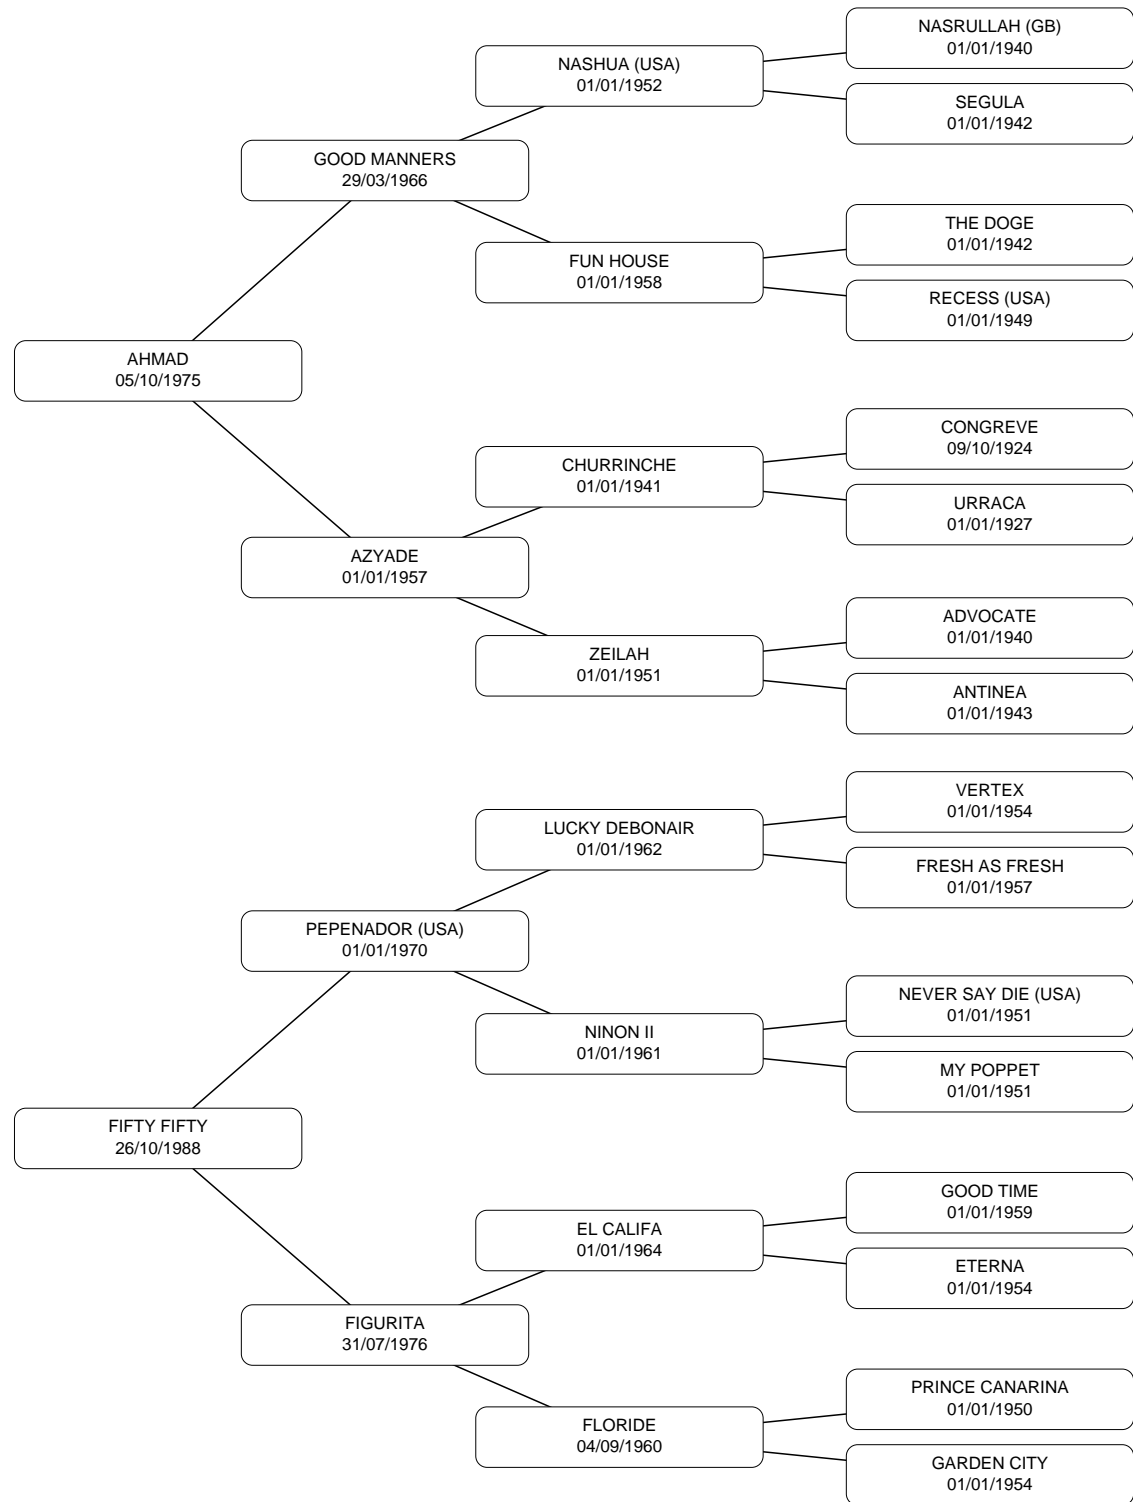 NASRULLAH (GB)
01/01/1940
NASHUA (USA)
01/01/1952
SEGULA
01/01/1942
GOOD MANNERS
29/03/1966
THE DOGE
01/01/1942
FUN HOUSE
01/01/1958
RECESS (USA)
01/01/1949
AHMAD
05/10/1975
CONGREVE
09/10/1924
CHURRINCHE
01/01/1941
URRACA
01/01/1927
AZYADE
01/01/1957
ADVOCATE
01/01/1940
ZEILAH
01/01/1951
ANTINEA
01/01/1943
VERTEX
01/01/1954
LUCKY DEBONAIR
01/01/1962
FRESH AS FRESH
01/01/1957
PEPENADOR (USA)
01/01/1970
NEVER SAY DIE (USA)
01/01/1951
NINON II
01/01/1961
MY POPPET
01/01/1951
FIFTY FIFTY
26/10/1988
GOOD TIME
01/01/1959
EL CALIFA
01/01/1964
ETERNA
01/01/1954
FIGURITA
31/07/1976
PRINCE CANARINA
01/01/1950
FLORIDE
04/09/1960
GARDEN CITY
01/01/1954